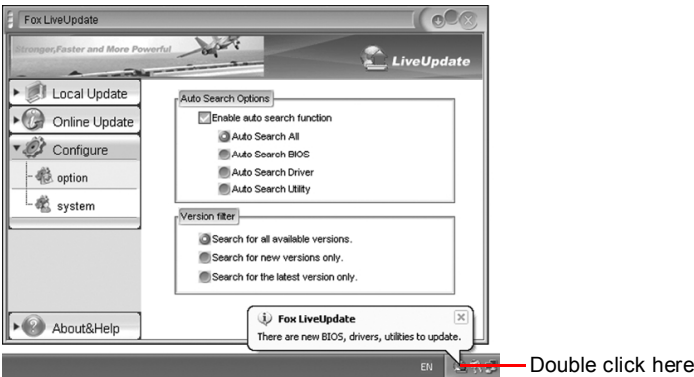 Fox LiveUpdate
Stronger,Faster and More Powerful
LiveUpdate
Local Update
Online Update
Configure
option
system
About&Help
Auto Search Options
Enable auto search function
Auto Search All
Auto Search BIOS
Auto Search Driver
Auto Search Utility
Version filter
Search for all available versions.
Search for new versions only.
Search for the latest version only.
Fox LiveUpdate
There are new BIOS, drivers, utilities to update.
EN
Double click here